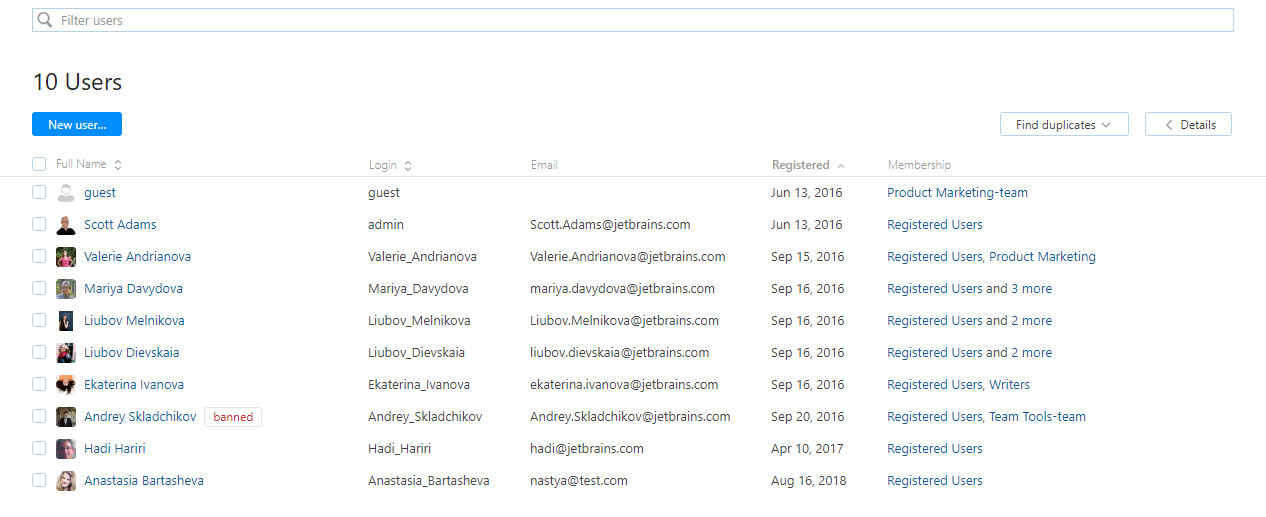 Filter users
10 Users
New user... Find duplicates Details
Full Name Login Email Registered Membership
guest guest Jun 13, 2016 Product Marketing-team
Scott Adams admin Scott.Adams@jetbrains.com Jun 13, 2016 Registered Users
Valerie Andrianova Valerie_Andrianova Valerie.Andrianova@jetbrains.com Sep 15, 2016 Registered Users, Product Marketing
Mariya Davydova Mariya_Davydova mariya.davydova@jetbrains.com Sep 16, 2016 Registered Users and 3 more
Liubov Melnikova Liubov_Melnikova Liubov.Melnikova@jetbrains.com Sep 16, 2016 Registered Users and 2 more
Liubov Dievskaia Liubov_Dievskaia liubov.dievskaia@jetbrains.com Sep 16, 2016 Registered Users and 2 more
Ekaterina Ivanova Ekaterina_Ivanova ekaterina.ivanova@jetbrains.com Sep 16, 2016 Registered Users, Writers
Andrey Skladchikov banned Andrey_Skladchikov Andrey.Skladchikov@jetbrains.com Sep 20, 2016 Registered Users, Team Tools-team
Hadi Hariri Hadi_Hariri hadi@jetbrains.com Apr 10, 2017 Registered Users
Anastasia Bartasheva Anastasia_Bartasheva nastya@test.com Aug 16, 2018 Registered Users